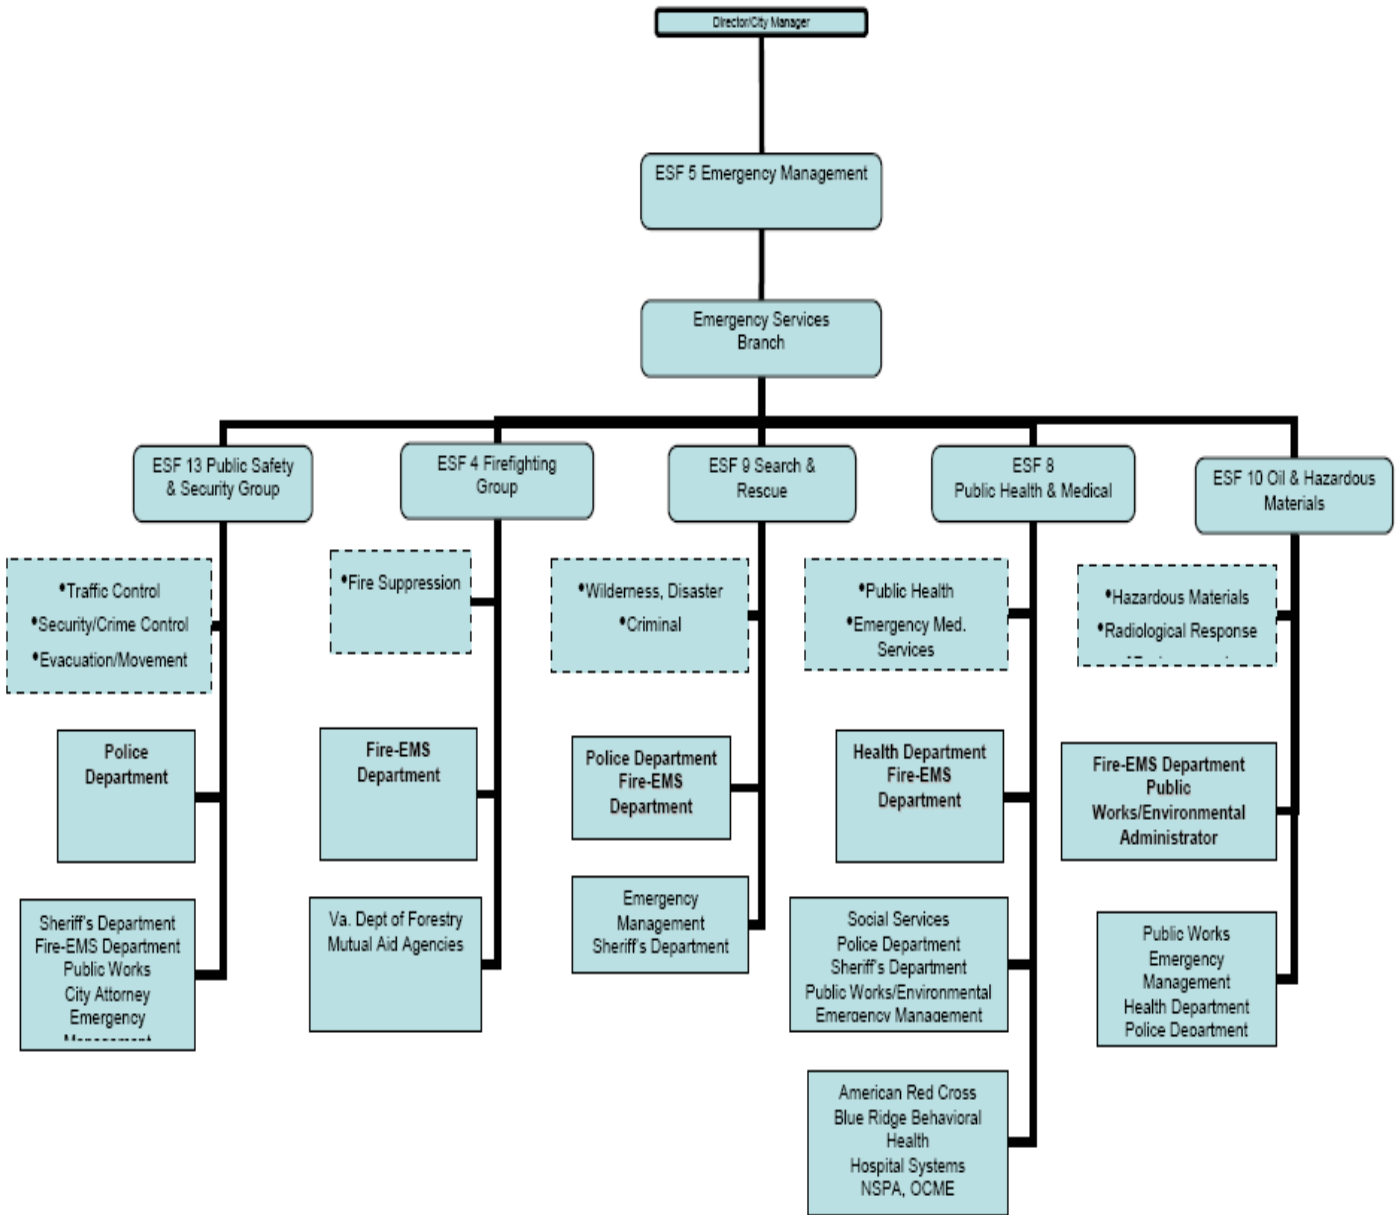 Director/City Manager
ESF 5 Emergency Management
Emergency Services
Branch
ESF 13 Public Safety
& Security Group
ESF 4 Firefighting
Group
ESF 9 Search &
Rescue
ESF 8
Public Health & Medical
ESF 10 Oil & Hazardous
Materials
•Traffic Control
•Security/Crime Control
•Evacuation/Movement
•Fire Suppression
•Wilderness, Disaster
•Criminal
•Public Health
•Emergency Med.
Services
•Hazardous Materials
•Radiological Response
Police
Department
Fire-EMS
Department
Police Department
Fire-EMS
Department
Health Department
Fire-EMS
Department
Fire-EMS Department
Public
Works/Environmental
Administrator
Sheriff's Department
Fire-EMS Department
Public Works
City Attorney
Emergency
Va. Dept of Forestry
Mutual Aid Agencies
Emergency
Management
Sheriff's Department
Social Services
Police Department
Sheriff's Department
Public Works/Environmental
Emergency Management
Public Works
Emergency
Management
Health Department
Police Department
American Red Cross
Blue Ridge Behavioral
Health
Hospital Systems
NSPA, OCME